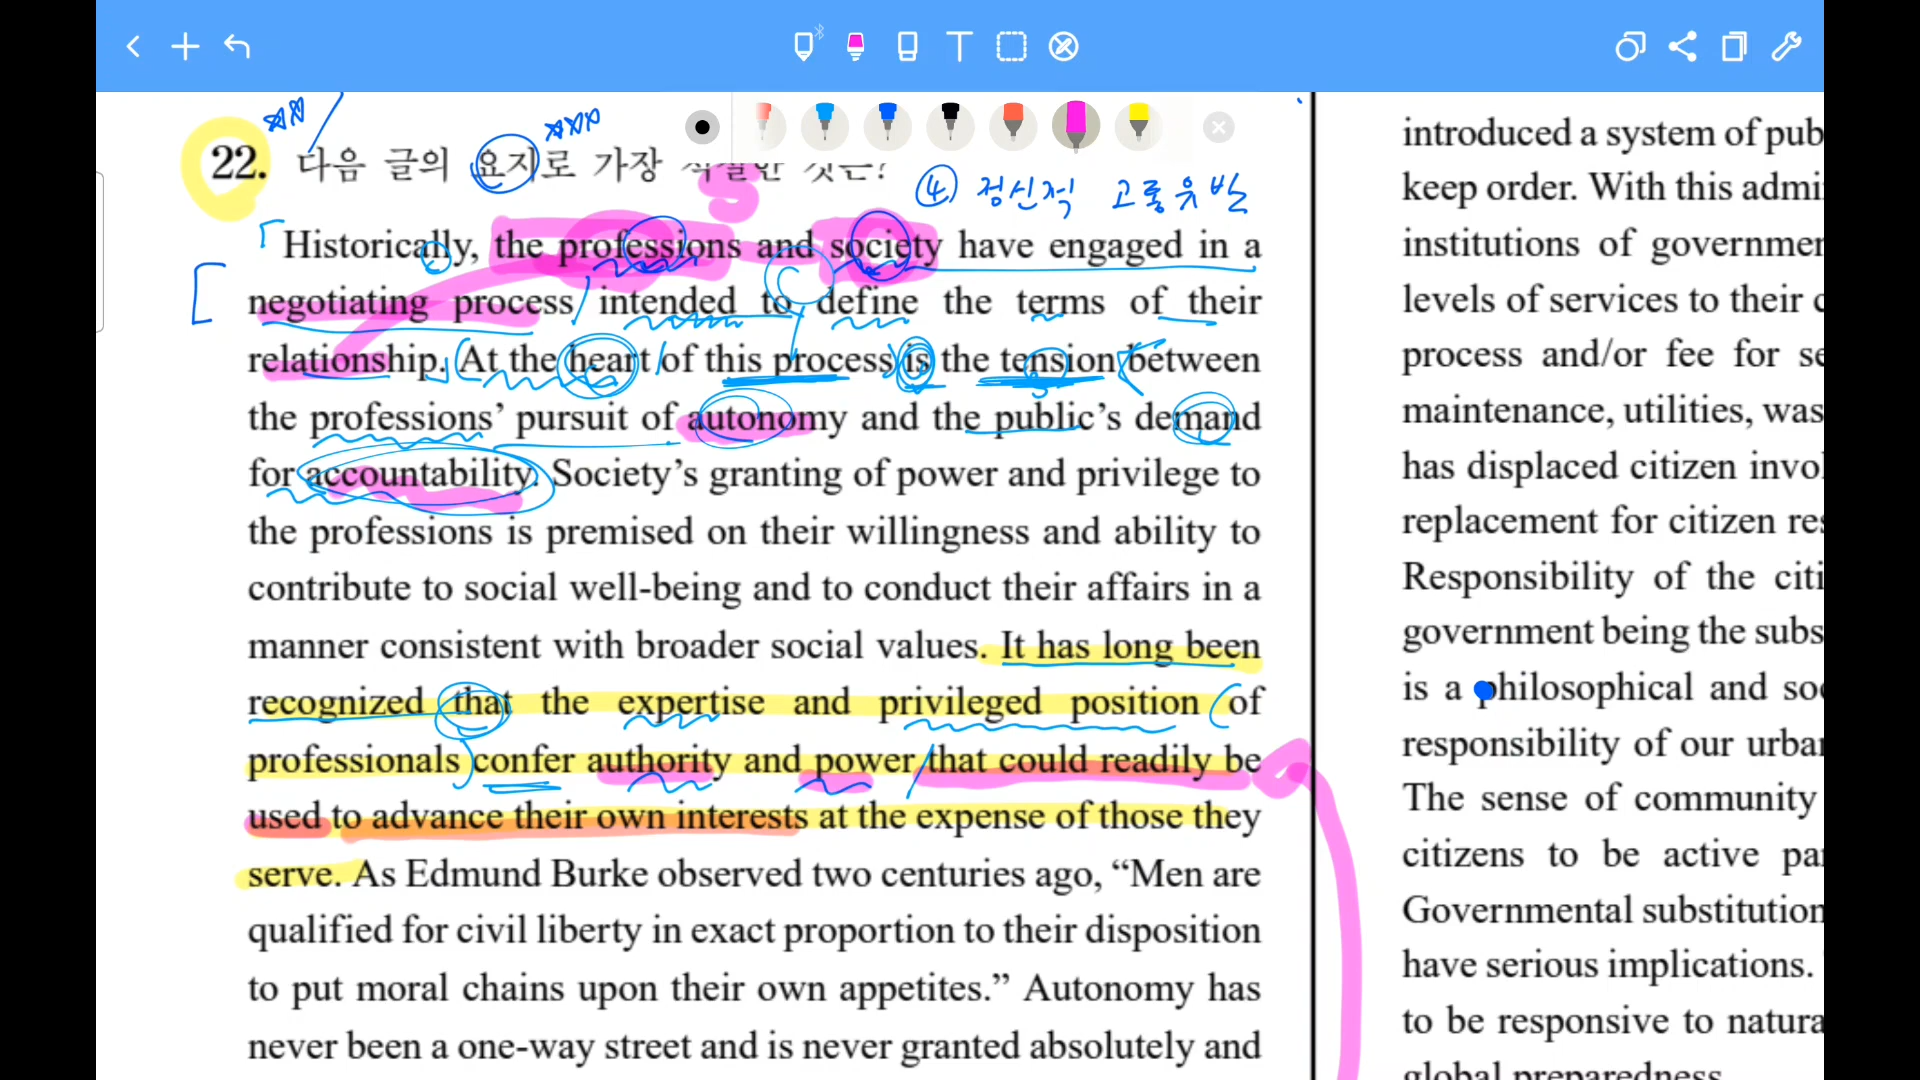 22. 다음 글의 요지로 가장 적절한 것은?
④ 정신적 고통 유발
Historically, the professions and society have engaged in a
negotiating process intended to define the terms of their
relationship. At the heart of this process is the tension between
the professions’ pursuit of autonomy and the public’s demand
for accountability. Society’s granting of power and privilege to
the professions is premised on their willingness and ability to
contribute to social well-being and to conduct their affairs in a
manner consistent with broader social values. It has long been
recognized that the expertise and privileged position of
professionals confer authority and power that could readily be
used to advance their own interests at the expense of those they
serve. As Edmund Burke observed two centuries ago, “Men are
qualified for civil liberty in exact proportion to their disposition
to put moral chains upon their own appetites.” Autonomy has
never been a one-way street and is never granted absolutely and
introduced a system of pub
keep order. With this admi
institutions of governmer
levels of services to their c
process and/or fee for se
maintenance, utilities, was
has displaced citizen invol
replacement for citizen res
Responsibility of the citi
government being the subs
is a philosophical and soc
responsibility of our urbar
The sense of community
citizens to be active par
Governmental substitution
have serious implications.
to be responsive to natura
global preparedness